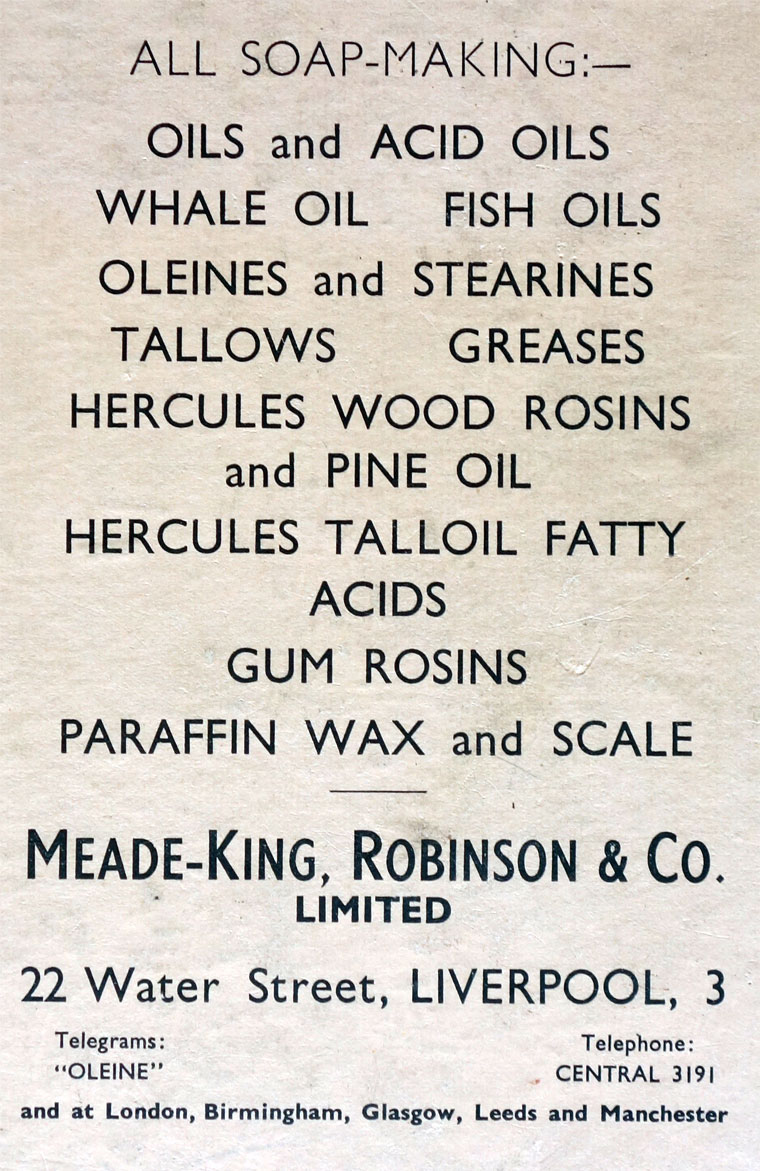 ALL SOAP-MAKING:—
OILS and ACID OILS
WHALE OIL FISH OILS
OLEINES and STEARINES
TALLOWS GREASES
HERCULES WOOD ROSINS
and PINE OIL
HERCULES TALLOIL FATTY
ACIDS
GUM ROSINS
PARAFFIN WAX and SCALE
MEADE-KING, ROBINSON & CO.
LIMITED
22 Water Street, LIVERPOOL, 3
Telegrams: Telephone:
"OLEINE" CENTRAL 3191
and at London, Birmingham, Glasgow, Leeds and Manchester